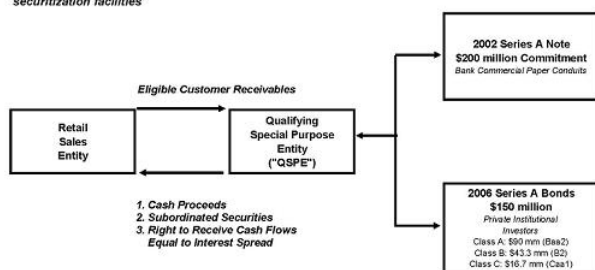 securitization facilities
2002 Series A Note
$200 million Commitment
Bank Commercial Paper Conduits
Eligible Customer Receivables
Retail
Sales
Entity
Qualifying
Special Purpose
Entity
("QSPE")
1. Cash Proceeds
2. Subordinated Securities
3. Right to Receive Cash Flows
Equal to Interest Spread
2006 Series A Bonds
$150 million
Private Institutional
Investors
Class A: $90 mm (Baa2)
Class B: $43.3 mm (B2)
Class C: $16.7 mm (Caa1)